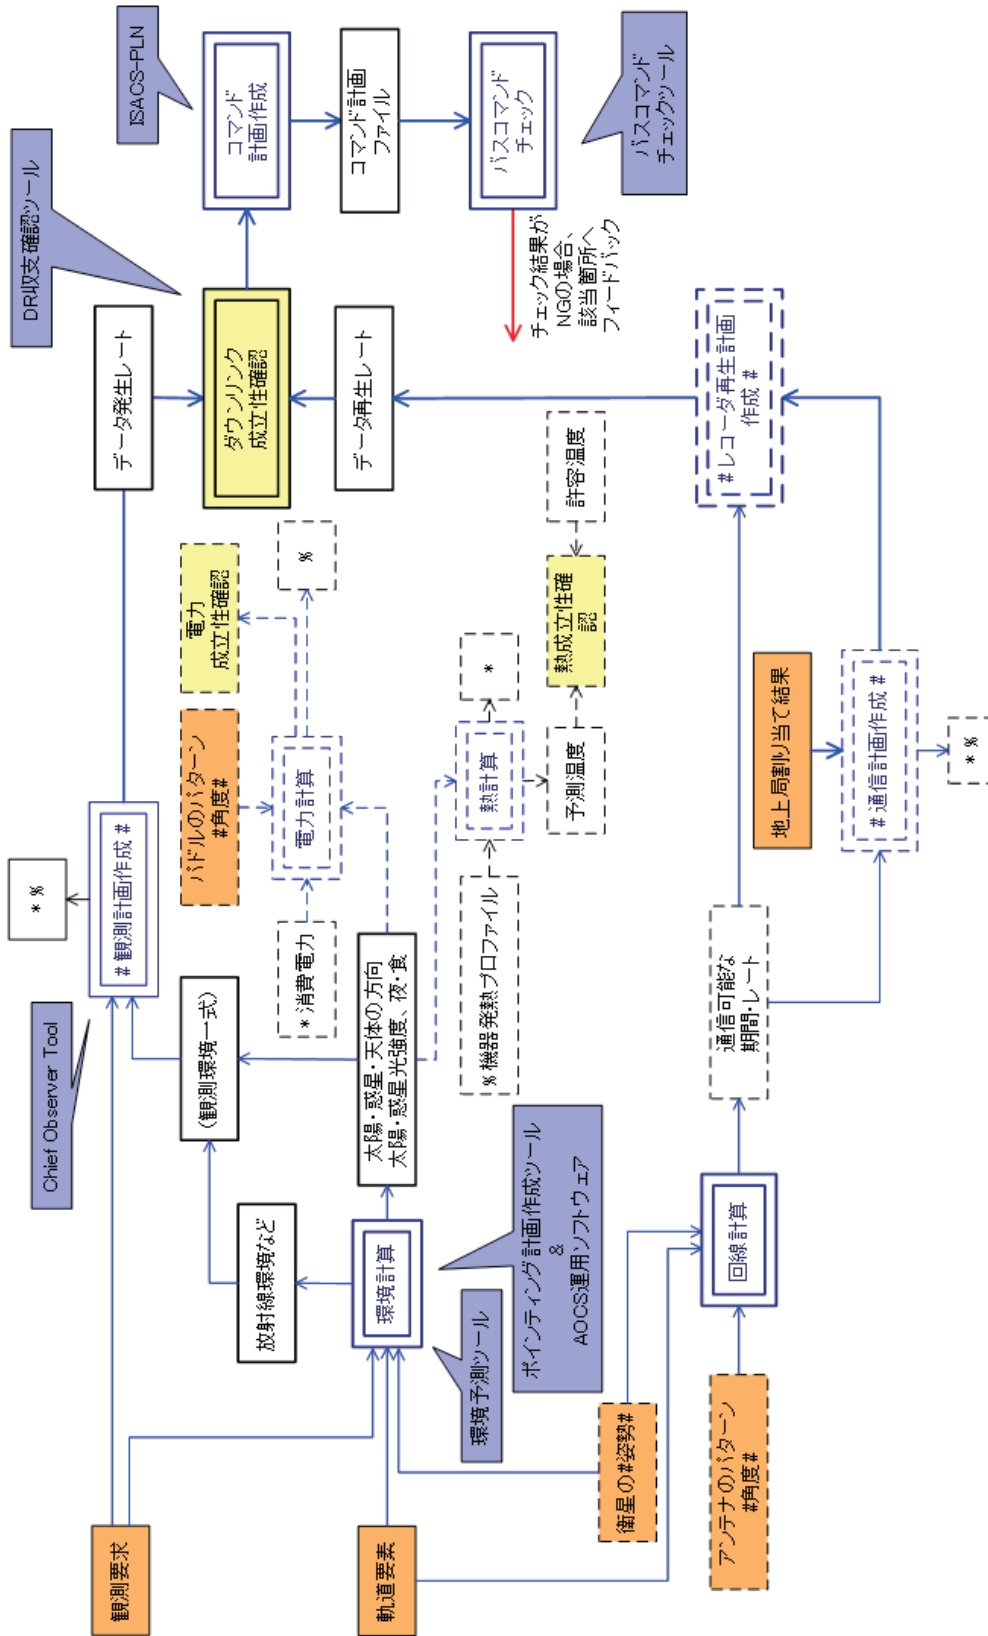 観測要求
軌道要素
衛星の#姿勢#
アンテナのパターン
#角度#
Chief Observer Tool
放射線環境など
環境計算
環境予測ツール
ポインティング計画作成ツール
&
AOCS運用ソフトウェア
回線計算
* %
#観測計画作成#
(観測環境一式)
太陽・惑星・天体の方向
太陽・惑星光強度、夜・食
*消費電力
%機器発熱プロファイル
通信可能な
期間・レート
パドルのパターン
#角度#
電力計算
電力
成立性確認
%
熱計算
*
予測温度
熱成立性確
認
許容温度
地上局割り当て結果
#通信計画作成#
* %
DR収支確認ツール
データ発生レート
ダウンリンク
成立性確認
データ再生レート
#レコーダ再生計画
作成#
ISACS-PLN
コマンド
計画作成
コマンド計画
ファイル
パスコマンド
チェック
パスコマンド
チェックツール
チェック結果が
NGの場合、
該当箇所へ
フィードバック